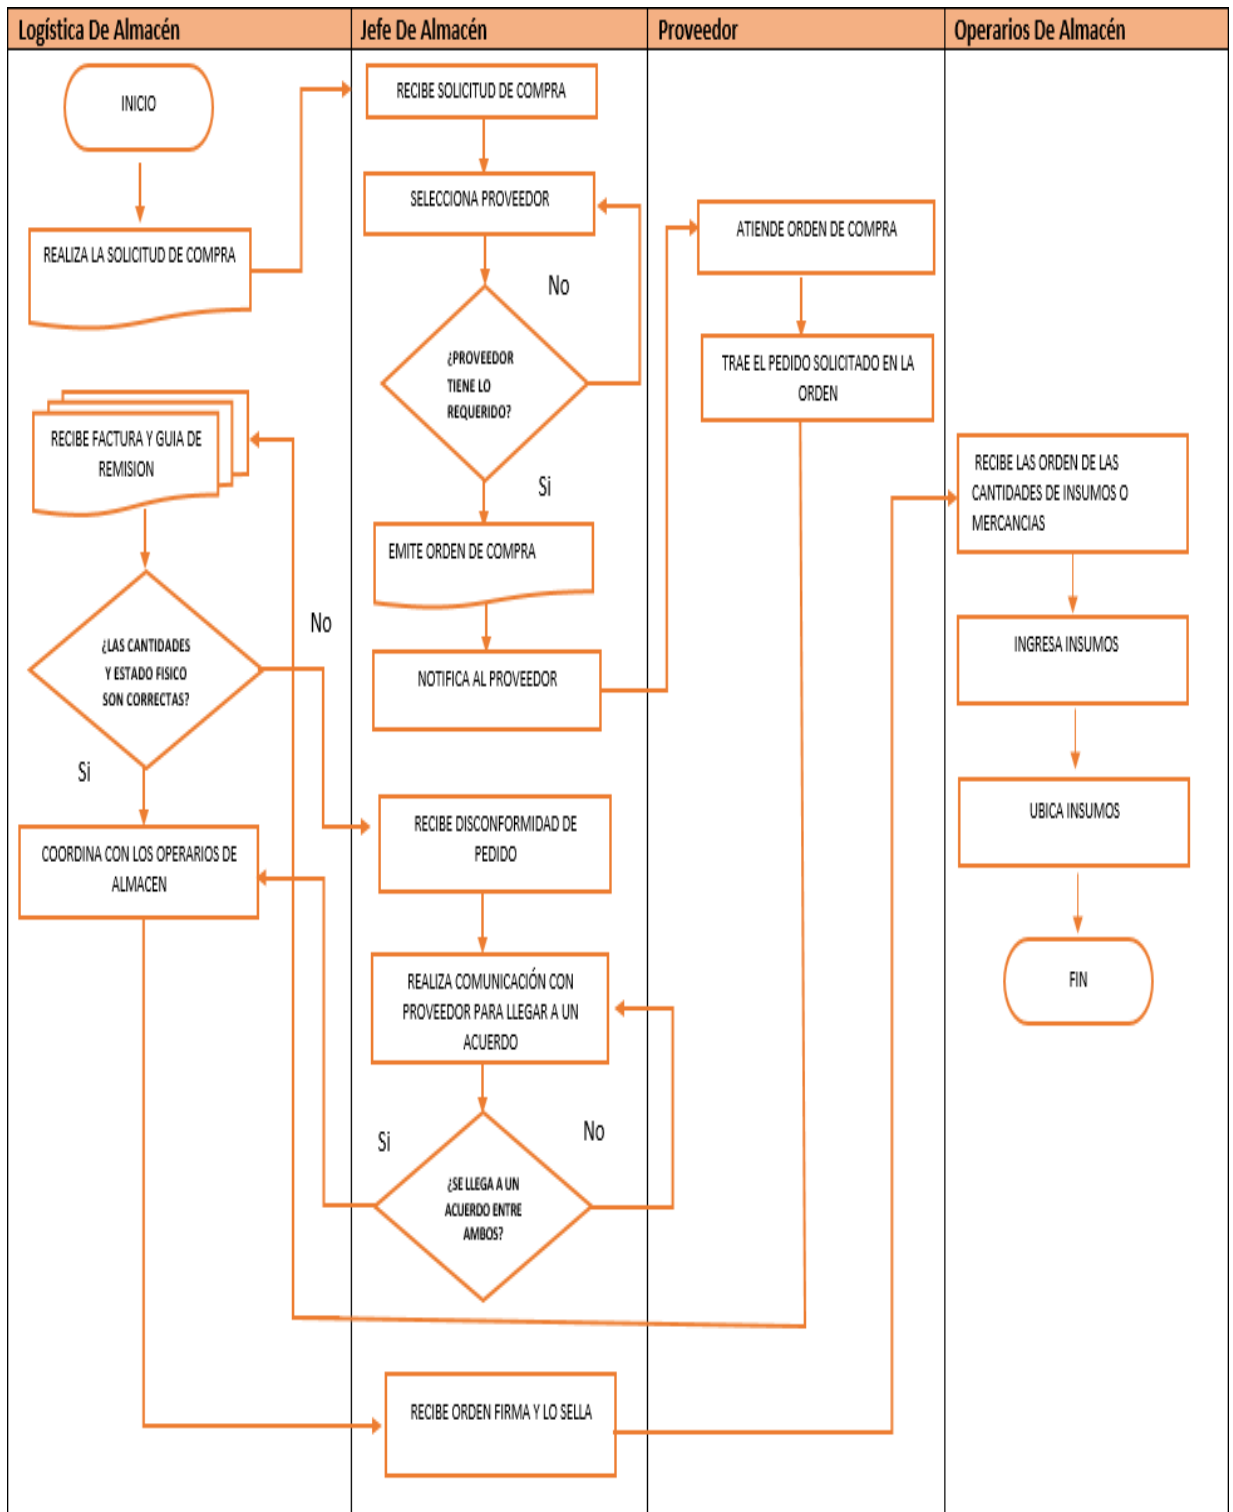 Logística De Almacén
Jefe De Almacén
Proveedor
Operarios De Almacén
INICIO
REALIZA LA SOLICITUD DE COMPRA
RECIBE FACTURA Y GUIA DE
REMISION
¿LAS CANTIDADES
Y ESTADO FISICO
SON CORRECTAS?
No
Si
COORDINA CON LOS OPERARIOS DE
ALMACEN
RECIBE SOLICITUD DE COMPRA
SELECCIONA PROVEEDOR
No
¿PROVEEDOR
TIENE LO
REQUERIDO?
Si
EMITE ORDEN DE COMPRA
NOTIFICA AL PROVEEDOR
RECIBE DISCONFORMIDAD DE
PEDIDO
REALIZA COMUNICACIÓN CON
PROVEEDOR PARA LLEGAR A UN
ACUERDO
Si
No
¿SE LLEGA A UN
ACUERDO ENTRE
AMBOS?
RECIBE ORDEN FIRMA Y LO SELLA
ATIENDE ORDEN DE COMPRA
TRAE EL PEDIDO SOLICITADO EN LA
ORDEN
RECIBE LAS ORDEN DE LAS
CANTIDADES DE INSUMOS O
MERCANCIAS
INGRESA INSUMOS
UBICA INSUMOS
FIN